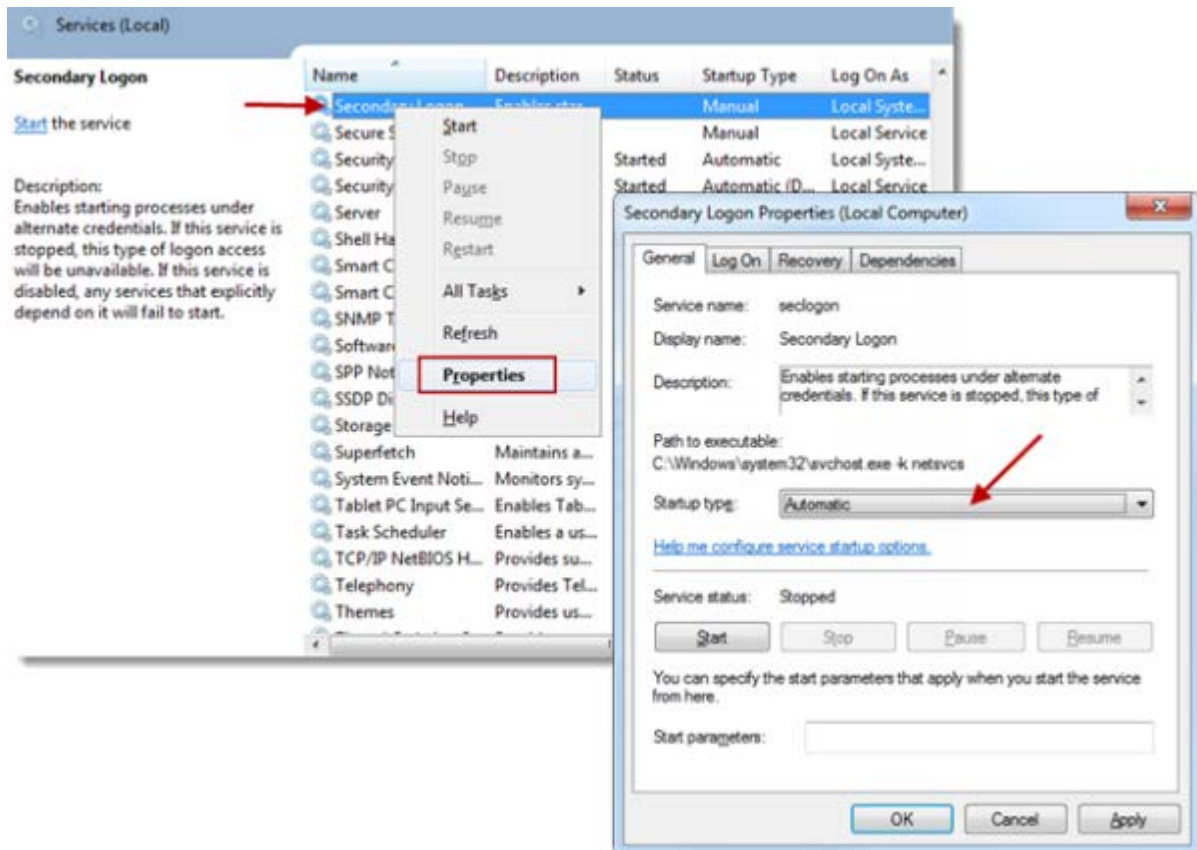 Services (Local)
Secondary Logon
Start the service
Description:
Enables starting processes under
alternate credentials. If this service is
stopped, this type of logon access
will be unavailable. If this service is
disabled, any services that explicitly
depend on it will fail to start.
Name Description Status Startup Type Log On As
Secondary Logon Enables star... Manual Local Syste...
Secure S Manual Local Service
Security Started Automatic Local Syste...
Security Started Automatic (D... Local Service
Server
Shell Ha
Smart C
Smart C
SNMP T
Software
SPP Not
SSDP Di
Storage
Superfetch Maintains a...
System Event Noti... Monitors sy...
Tablet PC Input Se... Enables Tab...
Task Scheduler Enables a us...
TCP/IP NetBIOS H... Provides su...
Telephony Provides Tel...
Themes Provides us...
Start
Stop
Pause
Resume
Restart
All Tasks
Refresh
Properties
Help
Secondary Logon Properties (Local Computer)
General Log On Recovery Dependencies
Service name: seclogon
Display name: Secondary Logon
Description: Enables starting processes under alternate
credentials. If this service is stopped, this type of
Path to executable:
C:\Windows\system32\svchost.exe -k netsvcs
Startup type: Automatic
Help me configure service startup options.
Service status: Stopped
Start Stop Pause Resume
You can specify the start parameters that apply when you start the service
from here.
Start parameters:
OK Cancel Apply